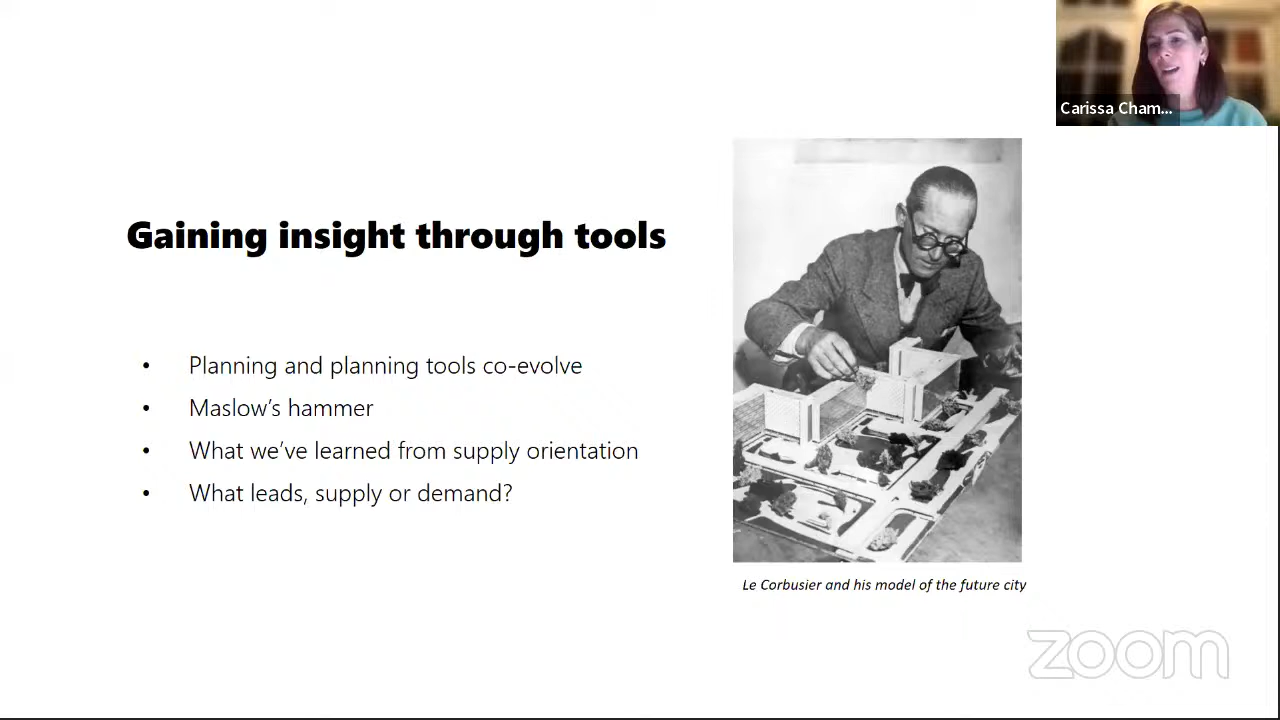 Carissa Cham...
Gaining insight through tools
• Planning and planning tools co-evolve
• Maslow's hammer
• What we've learned from supply orientation
• What leads, supply or demand?
Le Corbusier and his model of the future city
zoom